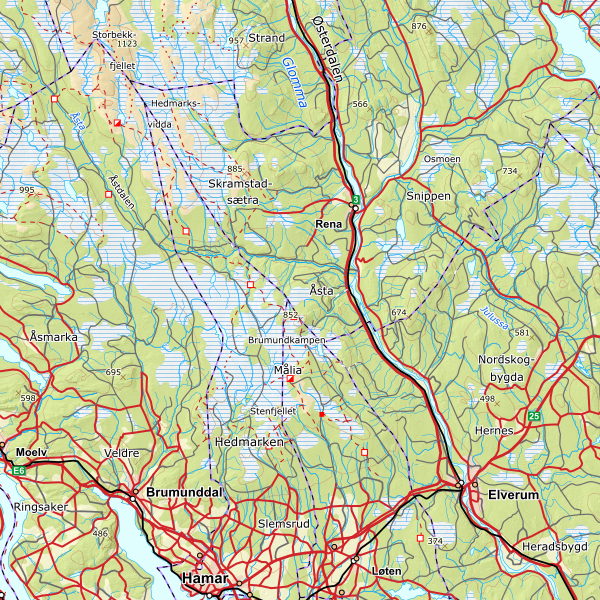 Storbekk-
1123
fjellet
957
Strand
Østerdalen
876
Glomma
Hedmarks-
vidda
566
Åsta
Osmoen
734
885
Åstdalen
995
Skramstad-
sætra
Snippen
3
Rena
Åsta
852
674
Julussa
581
Åsmarka
Brumundkampen
Nordskog-
bygda
695
Målia
598
498
Stenfjellet
25
Hernes
Hedmarken
Moelv
Veldre
E6
Brumunddal
Elverum
Ringsaker
Slemsrud
486
374
Heradsbygd
Hamar
Løten